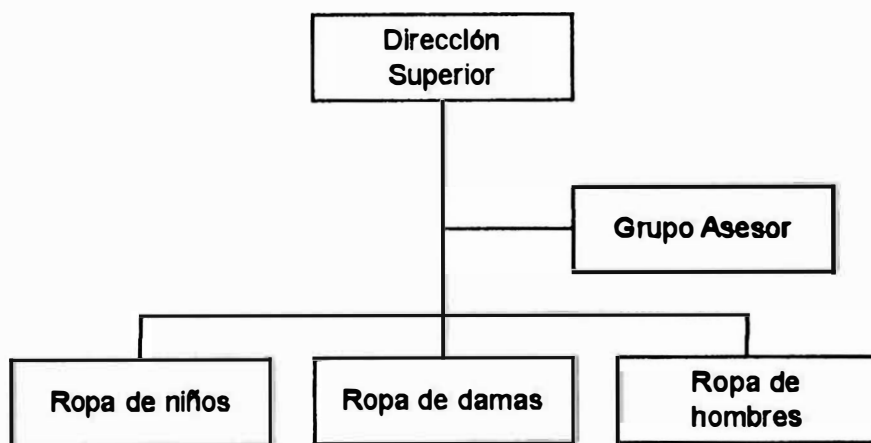 Dirección
Superior
Grupo Asesor
Ropa de niños
Ropa de damas
Ropa de
hombres